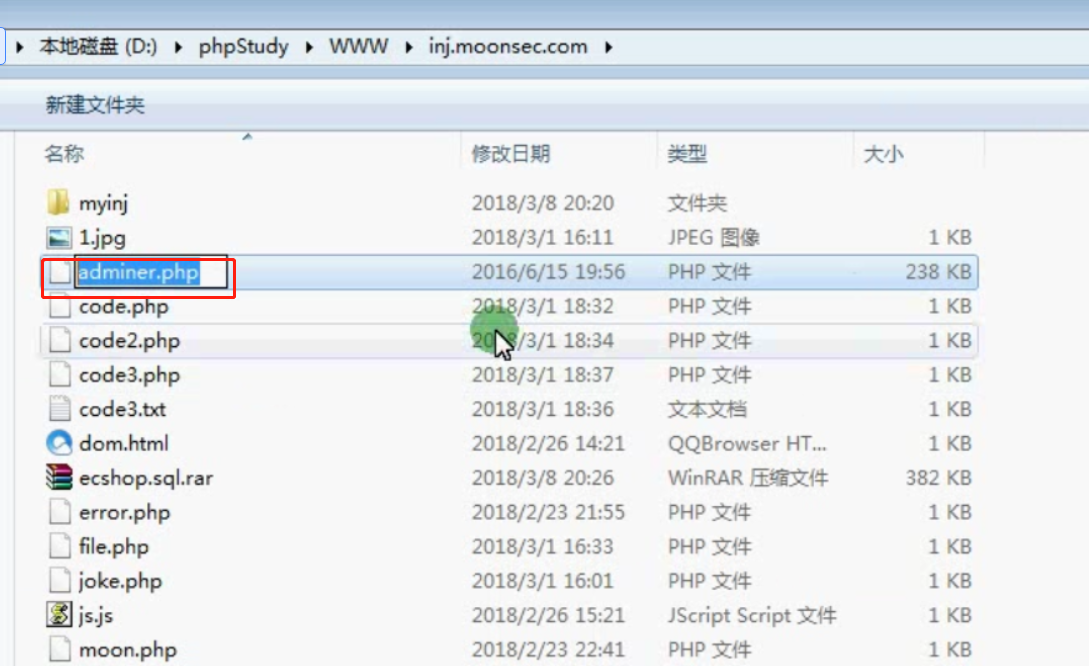 本地磁盘 (D:) phpStudy WWW inj.moonsec.com
新建文件夹
名称 修改日期 类型 大小
myinj 2018/3/8 20:20 文件夹
1.jpg 2018/3/1 16:11 JPEG 图像 1 KB
adminer.php 2016/6/15 19:56 PHP 文件 238 KB
code.php 2018/3/1 18:32 PHP 文件 1 KB
code2.php 2018/3/1 18:34 PHP 文件 1 KB
code3.php 2018/3/1 18:37 PHP 文件 1 KB
code3.txt 2018/3/1 18:36 文本文档 1 KB
dom.html 2018/2/26 14:21 QQBrowser HT... 1 KB
ecshop.sql.rar 2018/3/8 20:26 WinRAR 压缩文件 382 KB
error.php 2018/2/23 21:55 PHP 文件 1 KB
file.php 2018/3/1 16:33 PHP 文件 1 KB
joke.php 2018/3/1 16:01 PHP 文件 1 KB
js.js 2018/2/26 15:21 JScript Script 文件 1 KB
moon.php 2018/2/23 22:41 PHP 文件 1 KB